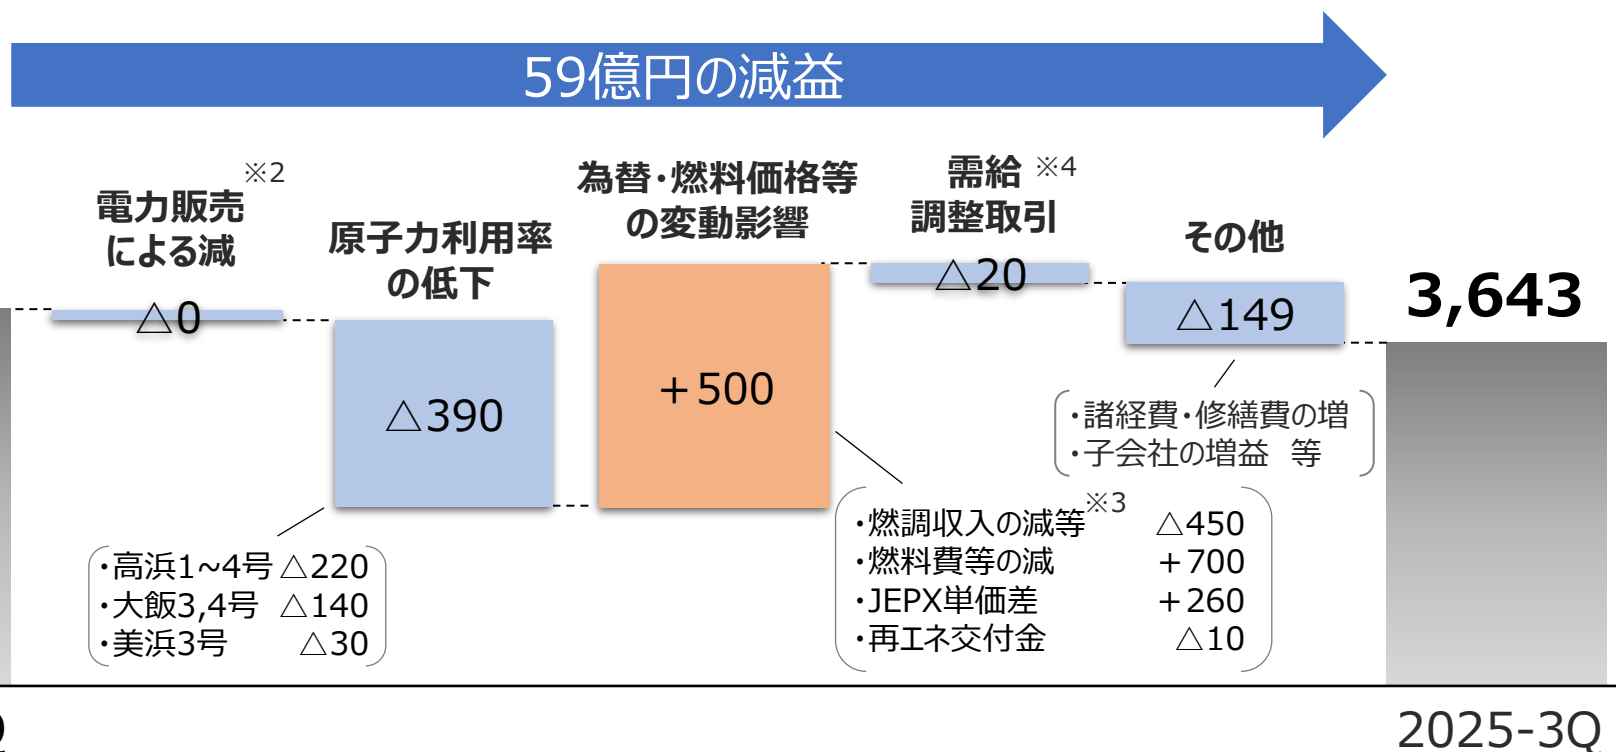 59億円の減益
※2
電力販売
による減
△0
原子力利用率
の低下
△390
・高浜1~4号 △220
・大飯3,4号 △140
・美浜3号 △30
為替・燃料価格等
の変動影響
＋500
・燃調収入の減等※3 △450
・燃料費等の減 ＋700
・JEPX単価差 ＋260
・再エネ交付金 △10
需給 ※4
調整取引
△20
その他
△149
・諸経費・修繕費の増
・子会社の増益 等
3,643
2025-3Q